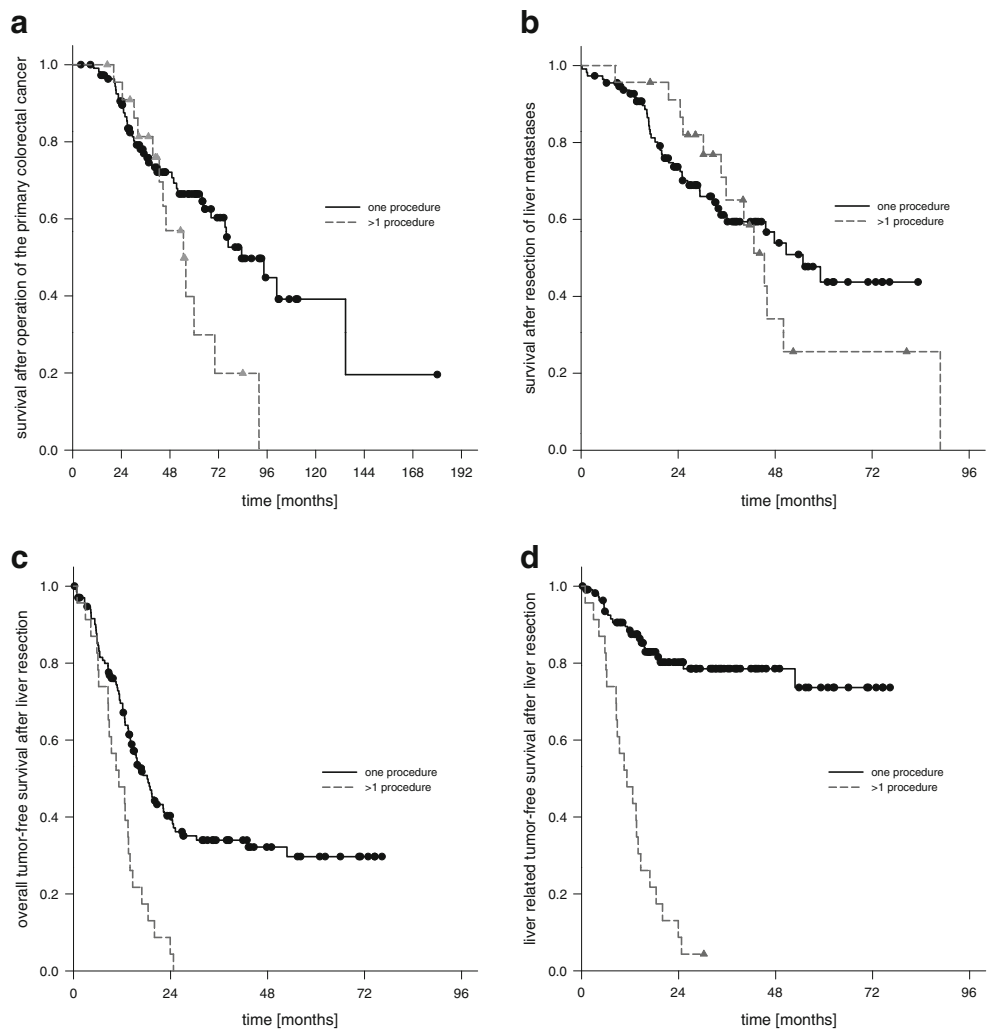 a
survival after operation of the primary colorectal cancer
1.0
0.8
0.6
0.4
0.2
0.0
one procedure
>1 procedure
0 24 48 72 96 120 144 168 192
time [months]
b
survival after resection of liver metastases
1.0
0.8
0.6
0.4
0.2
0.0
one procedure
>1 procedure
0 24 48 72 96
time [months]
c
overall tumor-free survival after liver resection
1.0
0.8
0.6
0.4
0.2
0.0
one procedure
>1 procedure
0 24 48 72 96
time [months]
d
liver related tumor-free survival after liver resection
1.0
0.8
0.6
0.4
0.2
0.0
one procedure
>1 procedure
0 24 48 72 96
time [months]